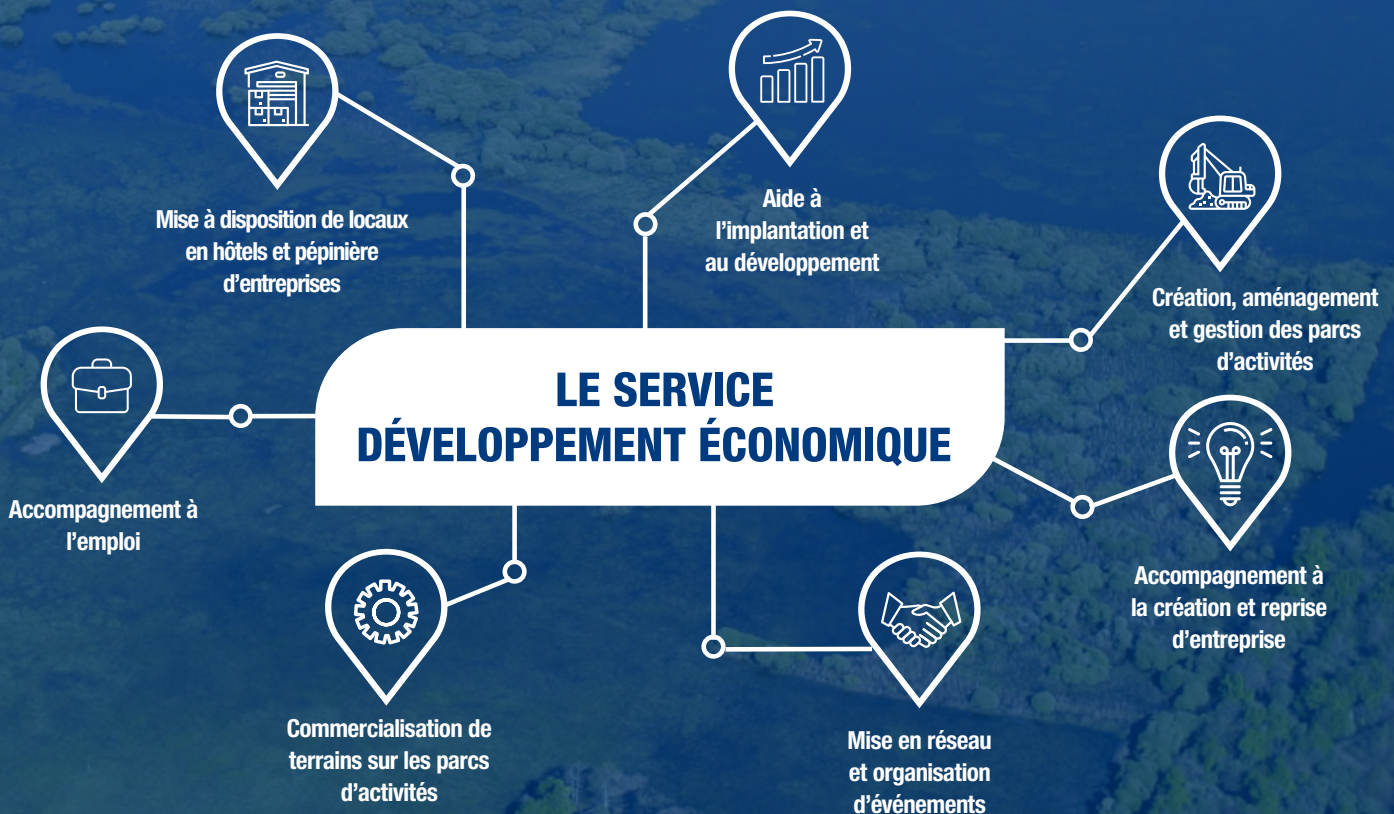 Mise à disposition de locaux
en hôtels et pépinière
d’entreprises
Aide à
l’implantation et
au développement
Création, aménagement
et gestion des parcs
d’activités
LE SERVICE
DÉVELOPPEMENT ÉCONOMIQUE
Accompagnement à
l’emploi
Accompagnement à
la création et reprise
d’entreprise
Commercialisation de
terrains sur les parcs
d’activités
Mise en réseau
et organisation
d’événements